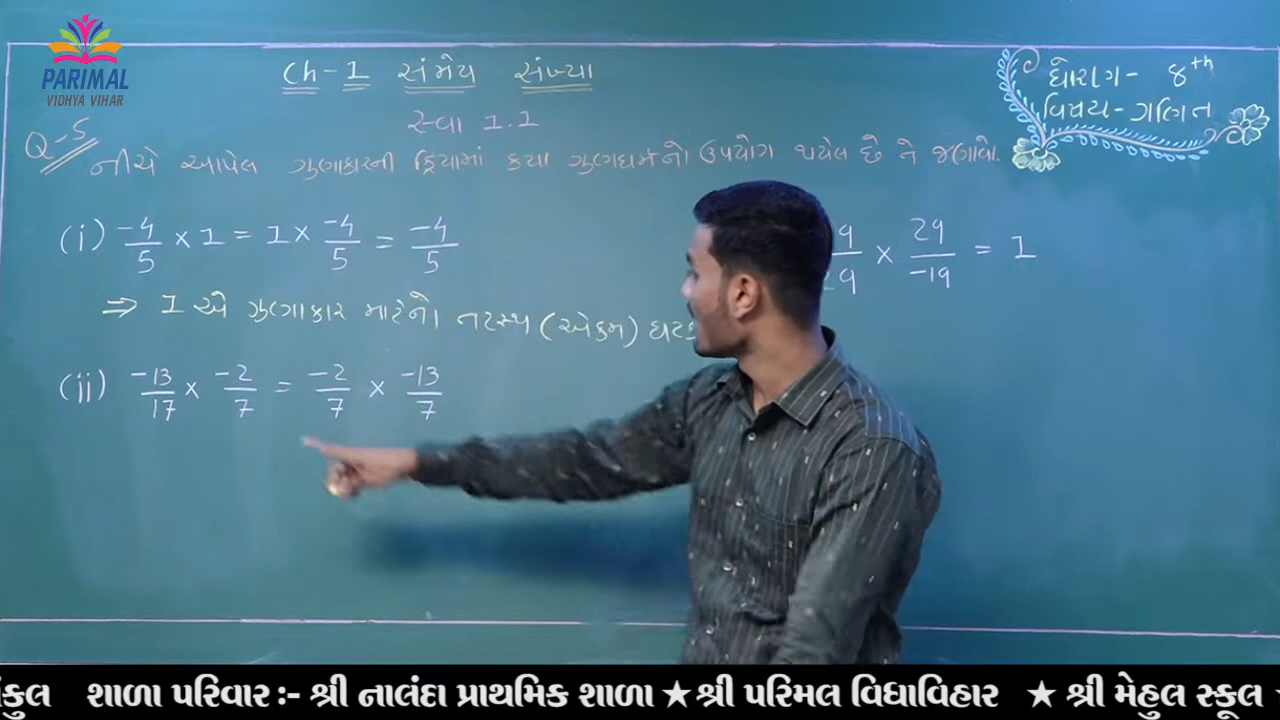 PARIMAL
VIDHYA VIHAR
Ch-1 સંમેય સંખ્યા
ધોરણ- ૪th
વિષય- ગણિત
સ્વા 1.1
Q-5
નીચે આપેલ ગુણાકારની ક્રિયામાં કયા ગુણધર્મનો ઉપયોગ થયેલ છે તે જણાવો.
(i) -4/5 × 1 = 1 × -4/5 = -4/5
9 × 29/-19 = 1
⇒ 1 એ ગુણાકાર માટેનો તટસ્થ (એકમ) ઘટક
(ii) -13/17 × -2/7 = -2/7 × -13/7
શાળા પરિવાર :- શ્રી નાલંદા પ્રાથમિક શાળા ★ શ્રી પરિમલ વિદ્યાવિહાર ★ શ્રી મેહુલ સ્કૂલ